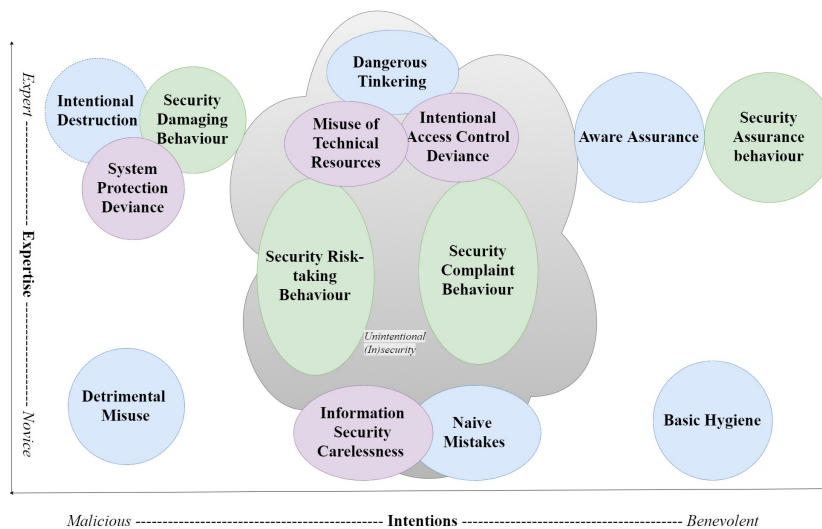 Dangerous
Tinkering
Intentional
Destruction
Security
Damaging
Behaviour
System
Protection
Deviance
Misuse of
Technical
Resources
Intentional
Access Control
Deviance
Aware Assurance
Security
Assurance
behaviour
Security Risk-
taking
Behaviour
Security
Complaint
Behaviour
Unintentional
(In)security
Detrimental
Misuse
Information
Security
Carelessness
Naive
Mistakes
Basic Hygiene
Novice ---------------- Expertise ---------------- Expert
Malicious -------------------------------- Intentions -------------------------------- Benevolent